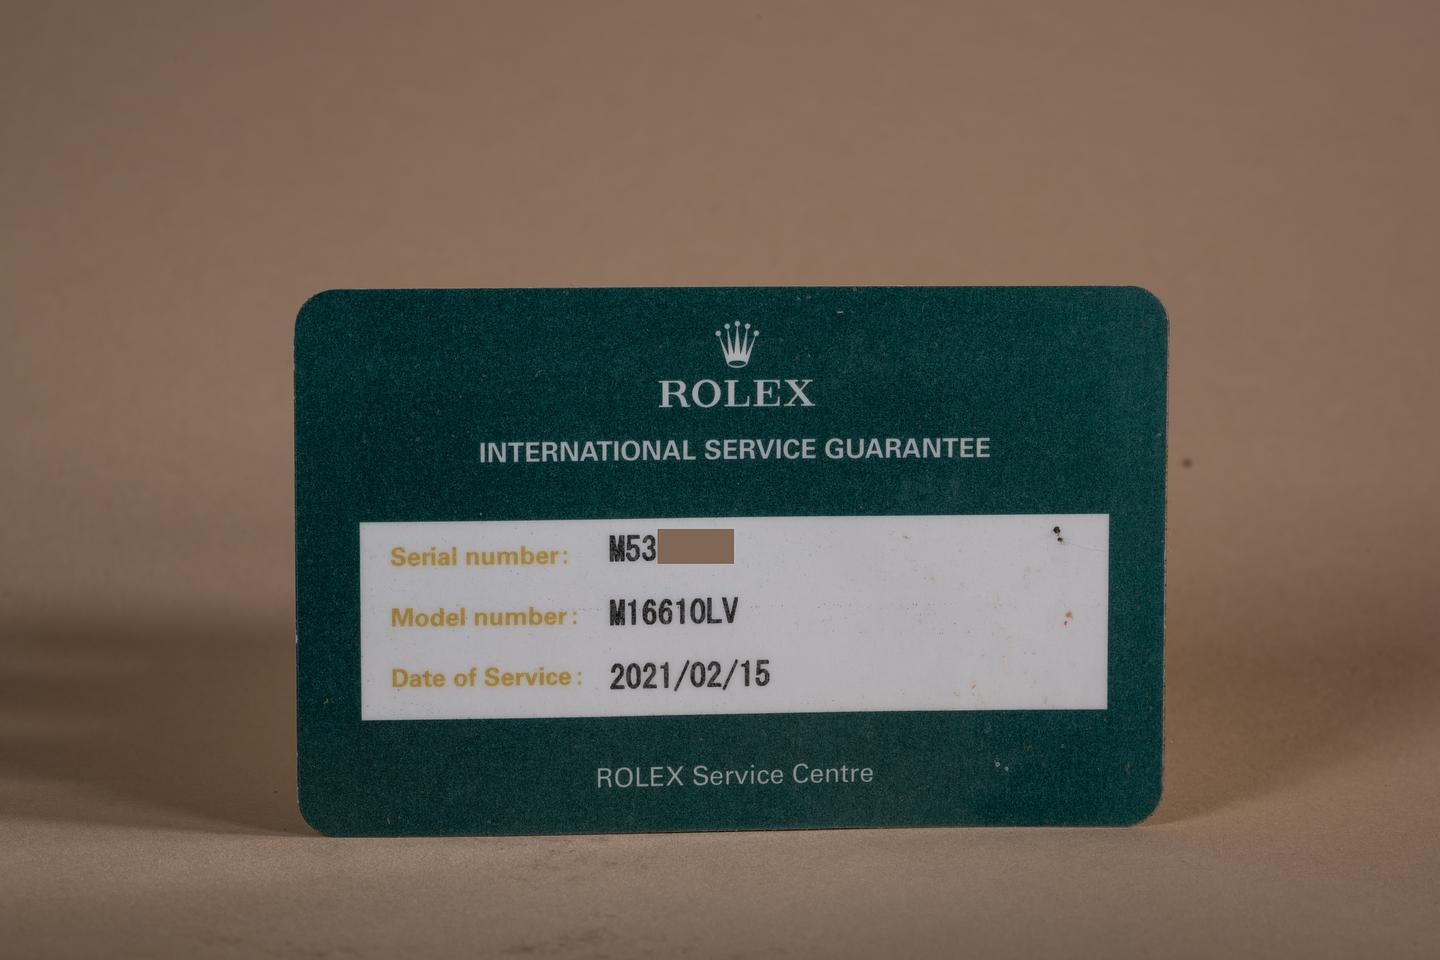 ROLEX
INTERNATIONAL SERVICE GUARANTEE
Serial number: M53
Model number: M16610LV
Date of Service: 2021/02/15
ROLEX Service Centre